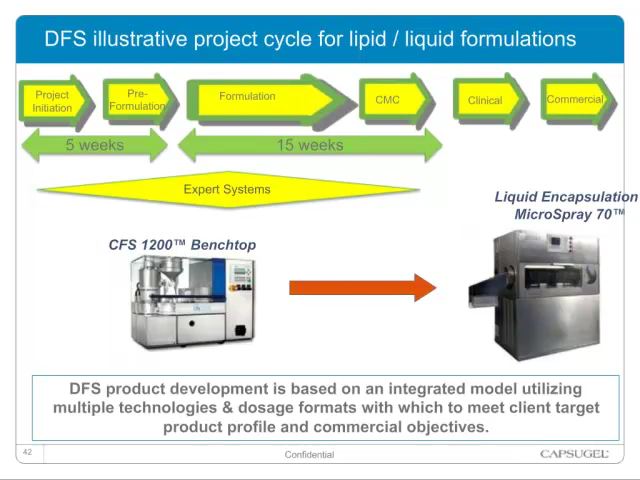 DFS illustrative project cycle for lipid / liquid formulations
Project
Initiation
Pre-
Formulation
Formulation
CMC
Clinical
Commercial
5 weeks
15 weeks
Expert Systems
Liquid Encapsulation
MicroSpray 70™
CFS 1200™ Benchtop
DFS product development is based on an integrated model utilizing
multiple technologies & dosage formats with which to meet client target
product profile and commercial objectives.
42
Confidential
CAPSUGEL®